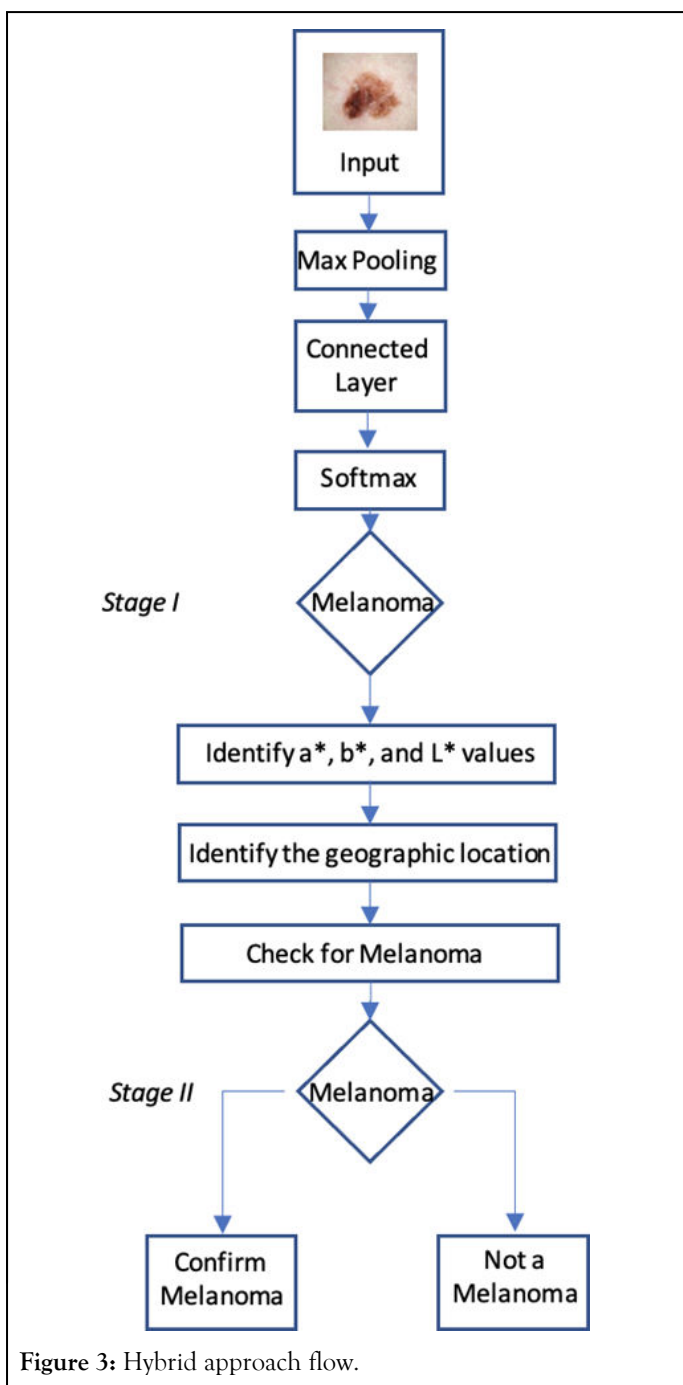 Input
Max Pooling
Connected
Layer
Softmax
Stage I
Melanoma
Identify a*, b*, and L* values
Identify the geographic location
Check for Melanoma
Stage II
Melanoma
Confirm
Melanoma
Not a
Melanoma
Figure 3: Hybrid approach flow.